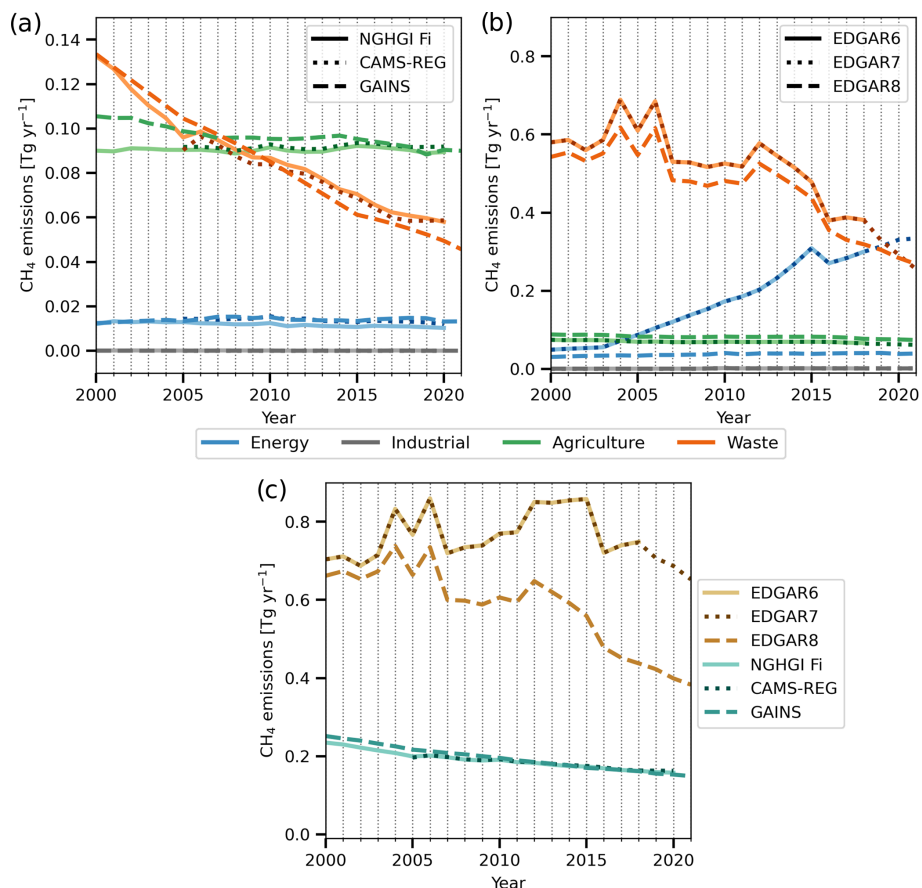 (a)
CH4 emissions [Tg yr−1]
0.14
0.12
0.10
0.08
0.06
0.04
0.02
0.00
2000 2005 2010 2015 2020
Year
NGHGI Fi
CAMS-REG
GAINS
(b)
CH4 emissions [Tg yr−1]
0.8
0.6
0.4
0.2
0.0
2000 2005 2010 2015 2020
Year
EDGAR6
EDGAR7
EDGAR8
Energy Industrial Agriculture Waste
(c)
CH4 emissions [Tg yr−1]
0.8
0.6
0.4
0.2
0.0
2000 2005 2010 2015 2020
Year
EDGAR6
EDGAR7
EDGAR8
NGHGI Fi
CAMS-REG
GAINS